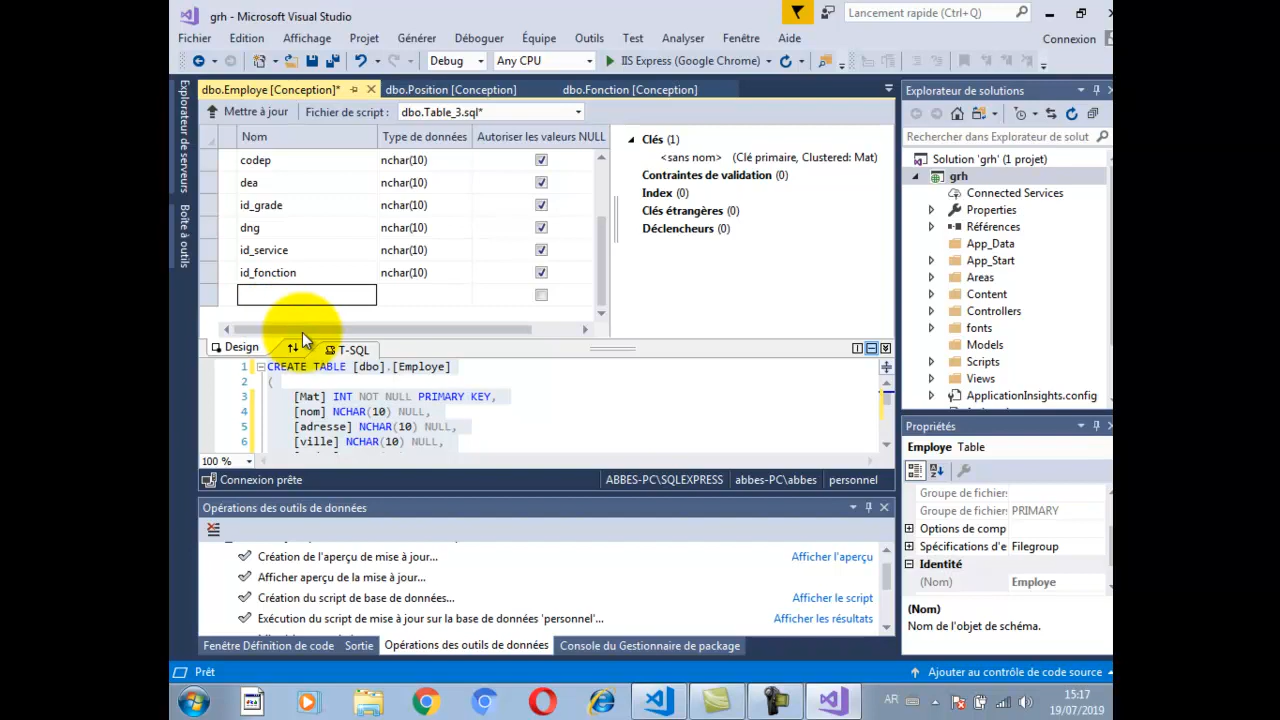 grh - Microsoft Visual Studio
Lancement rapide (Ctrl+Q)
Fichier Edition Affichage Projet Générer Déboguer Équipe Outils Test Analyser Fenêtre Aide Connexion
Debug Any CPU IIS Express (Google Chrome)
Explorateur de serveurs
Boîte à outils
dbo.Employe [Conception]* dbo.Position [Conception] dbo.Fonction [Conception]
Mettre à jour Fichier de script : dbo.Table_3.sql*
Nom Type de données Autoriser les valeurs NULL
codep nchar(10)
dea nchar(10)
id_grade nchar(10)
dng nchar(10)
id_service nchar(10)
id_fonction nchar(10)
Clés (1)
<sans nom> (Clé primaire, Clustered: Mat)
Contraintes de validation (0)
Index (0)
Clés étrangères (0)
Déclencheurs (0)
Design T-SQL
1 CREATE TABLE [dbo].[Employe]
2 (
3 [Mat] INT NOT NULL PRIMARY KEY,
4 [nom] NCHAR(10) NULL,
5 [adresse] NCHAR(10) NULL,
6 [ville] NCHAR(10) NULL,
100 %
Connexion prête ABBES-PC\SQLEXPRESS abbes-PC\abbes personnel
Opérations des outils de données
Création de l'aperçu de mise à jour... Afficher l'aperçu
Afficher aperçu de la mise à jour...
Création du script de base de données... Afficher le script
Exécution du script de mise à jour sur la base de données 'personnel'... Afficher les résultats
Fenêtre Définition de code Sortie Opérations des outils de données Console du Gestionnaire de package
Explorateur de solutions
Rechercher dans Explorateur de solut
Solution 'grh' (1 projet)
grh
Connected Services
Properties
Références
App_Data
App_Start
Areas
Content
Controllers
fonts
Models
Scripts
Views
ApplicationInsights.config
Propriétés
Employe Table
Groupe de fichier:
Groupe de fichier: PRIMARY
Options de comp
Spécifications d'e Filegroup
Identité
(Nom) Employe
(Nom)
Nom de l'objet de schéma.
Prêt Ajouter au contrôle de code source
AR
15:17
19/07/2019